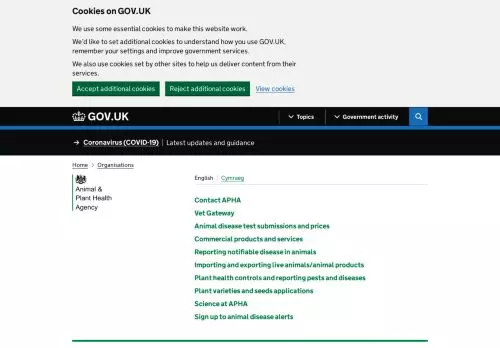 Cookies on GOV.UK
We use some essential cookies to make this website work.
We'd like to set additional cookies to understand how you use GOV.UK,
remember your settings and improve government services.
We also use cookies set by other sites to help us deliver content from their
services.
Accept additional cookies Reject additional cookies View cookies
GOV.UK Topics Government activity
→ Coronavirus (COVID-19) | Latest updates and guidance
Home > Organisations
English Cymraeg
Animal &
Plant Health
Agency
Contact APHA
Vet Gateway
Animal disease test submissions and prices
Commercial products and services
Reporting notifiable disease in animals
Importing and exporting live animals/animal products
Plant health controls and reporting pests and diseases
Plant varieties and seeds applications
Science at APHA
Sign up to animal disease alerts